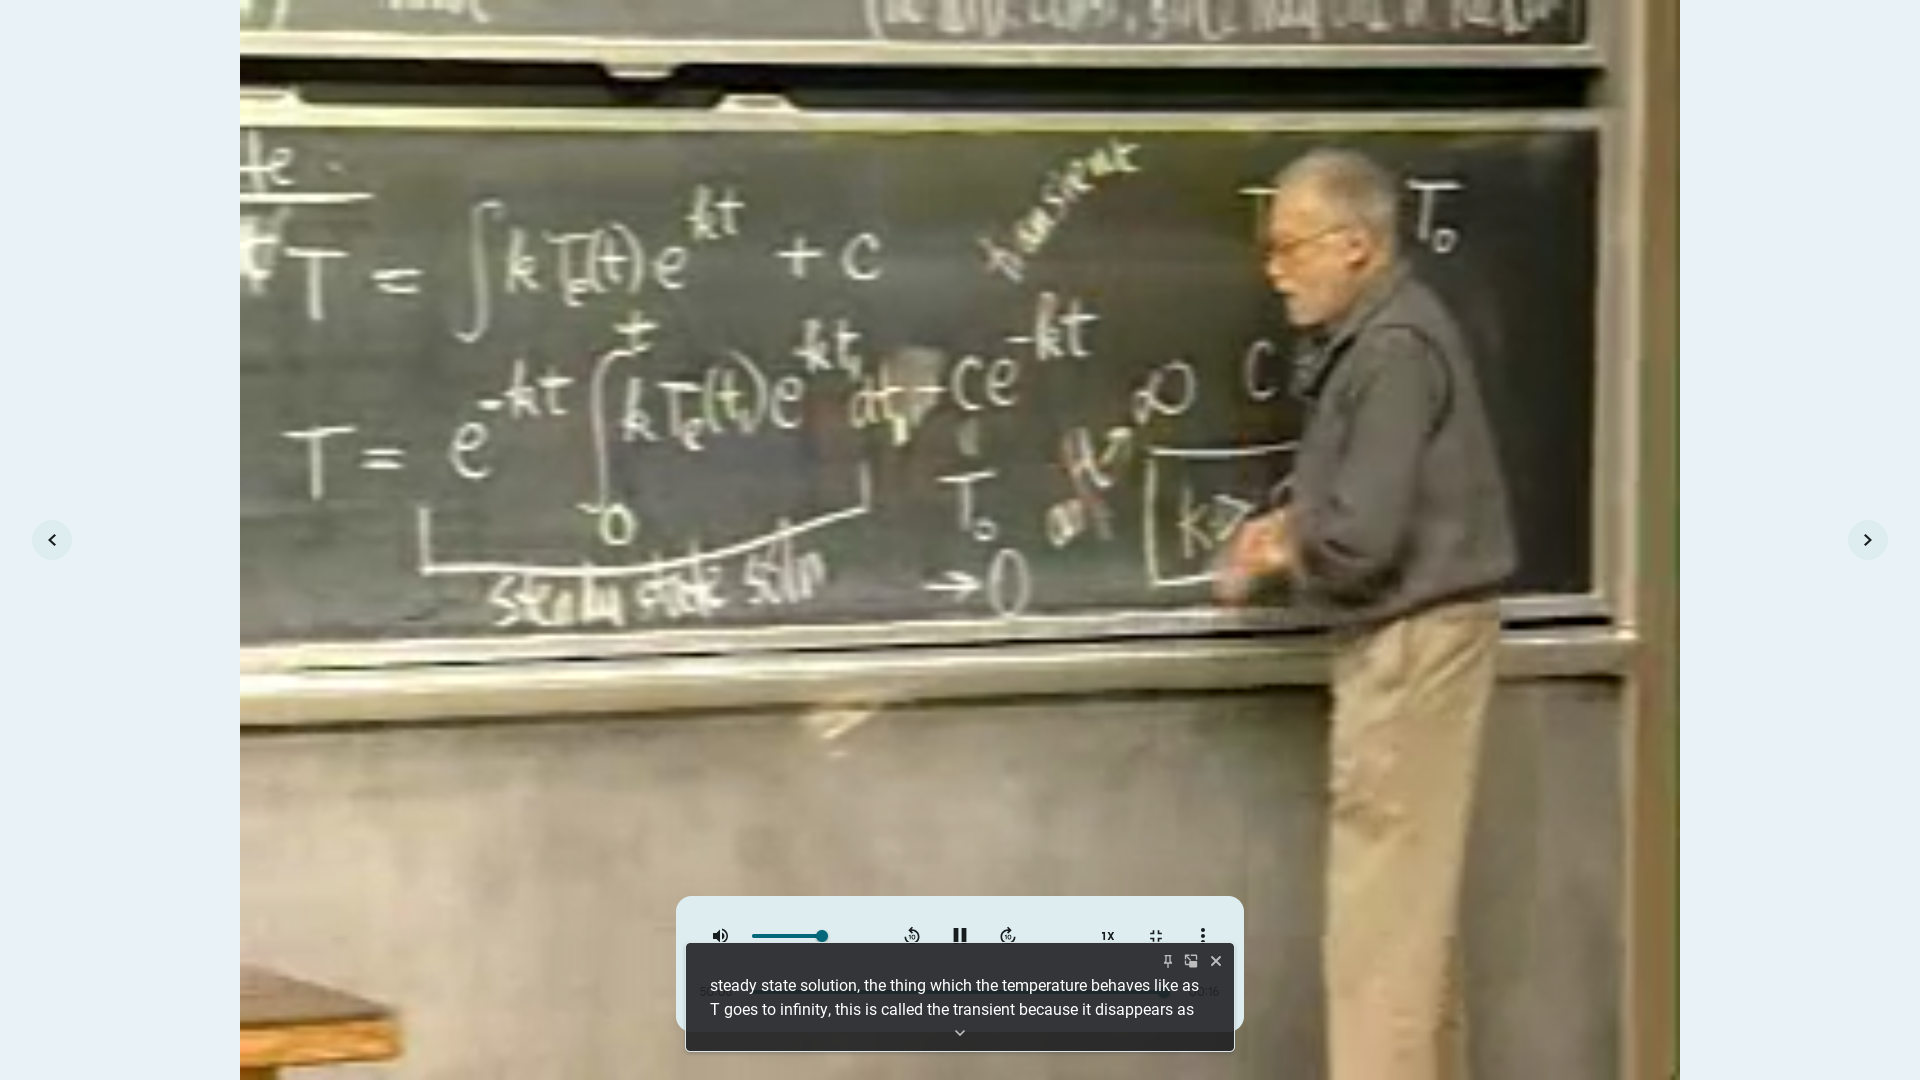 te
T = ∫ k Te(t) e^kt + C
transient
T
T₀
T = e^-kt ∫₀^t k Te(t₁) e^kt₁ dt₁ + Ce^-kt
∞
C
T₀
as t →
k >
steady state soln
→ 0
1X
steady state solution, the thing which the temperature behaves like as
T goes to infinity, this is called the transient because it disappears as